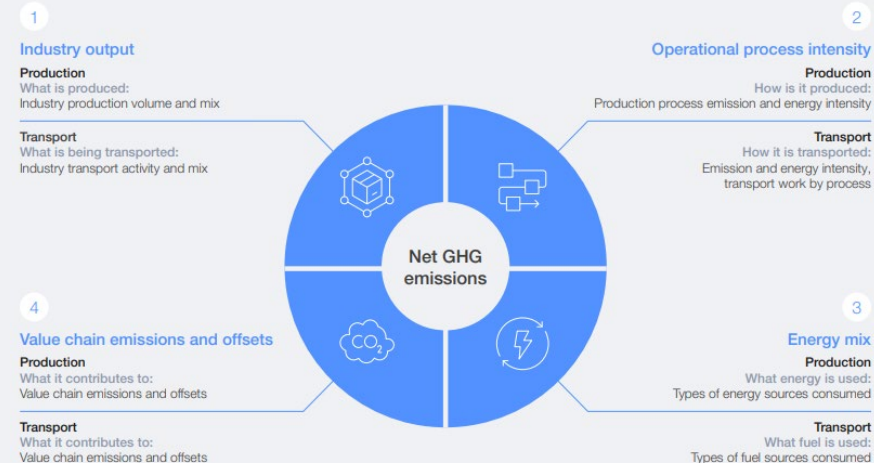 1
Industry output
Production
What is produced:
Industry production volume and mix
Transport
What is being transported:
Industry transport activity and mix
2
Operational process intensity
Production
How is it produced:
Production process emission and energy intensity
Transport
How it is transported:
Emission and energy intensity,
transport work by process
Net GHG
emissions
CO₂
4
Value chain emissions and offsets
Production
What it contributes to:
Value chain emissions and offsets
Transport
What it contributes to:
Value chain emissions and offsets
3
Energy mix
Production
What energy is used:
Types of energy sources consumed
Transport
What fuel is used:
Types of fuel sources consumed